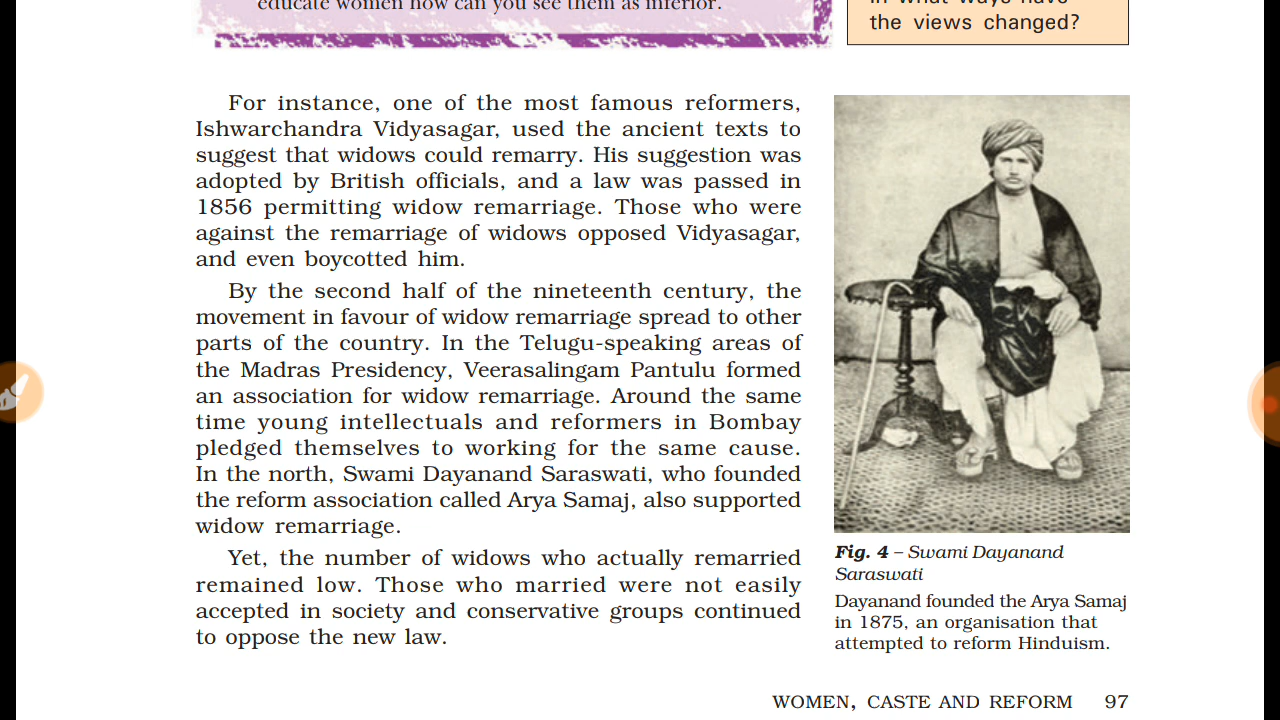 educate women how can you see them as inferior.
in what ways have
the views changed?
For instance, one of the most famous reformers,
Ishwarchandra Vidyasagar, used the ancient texts to
suggest that widows could remarry. His suggestion was
adopted by British officials, and a law was passed in
1856 permitting widow remarriage. Those who were
against the remarriage of widows opposed Vidyasagar,
and even boycotted him.
By the second half of the nineteenth century, the
movement in favour of widow remarriage spread to other
parts of the country. In the Telugu-speaking areas of
the Madras Presidency, Veerasalingam Pantulu formed
an association for widow remarriage. Around the same
time young intellectuals and reformers in Bombay
pledged themselves to working for the same cause.
In the north, Swami Dayanand Saraswati, who founded
the reform association called Arya Samaj, also supported
widow remarriage.
Yet, the number of widows who actually remarried
remained low. Those who married were not easily
accepted in society and conservative groups continued
to oppose the new law.
Fig. 4 – Swami Dayanand
Saraswati
Dayanand founded the Arya Samaj
in 1875, an organisation that
attempted to reform Hinduism.
WOMEN, CASTE AND REFORM 97